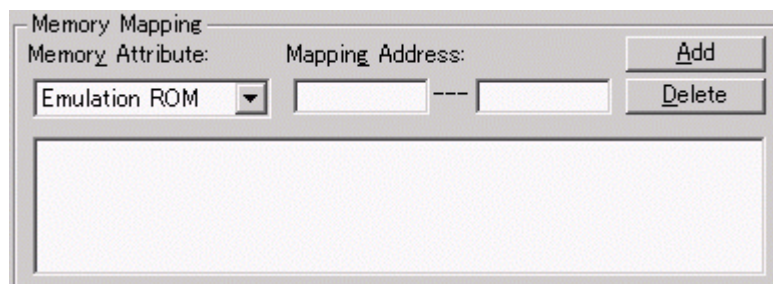 Memory Mapping
Memory Attribute: Mapping Address: Add
Emulation ROM --- Delete